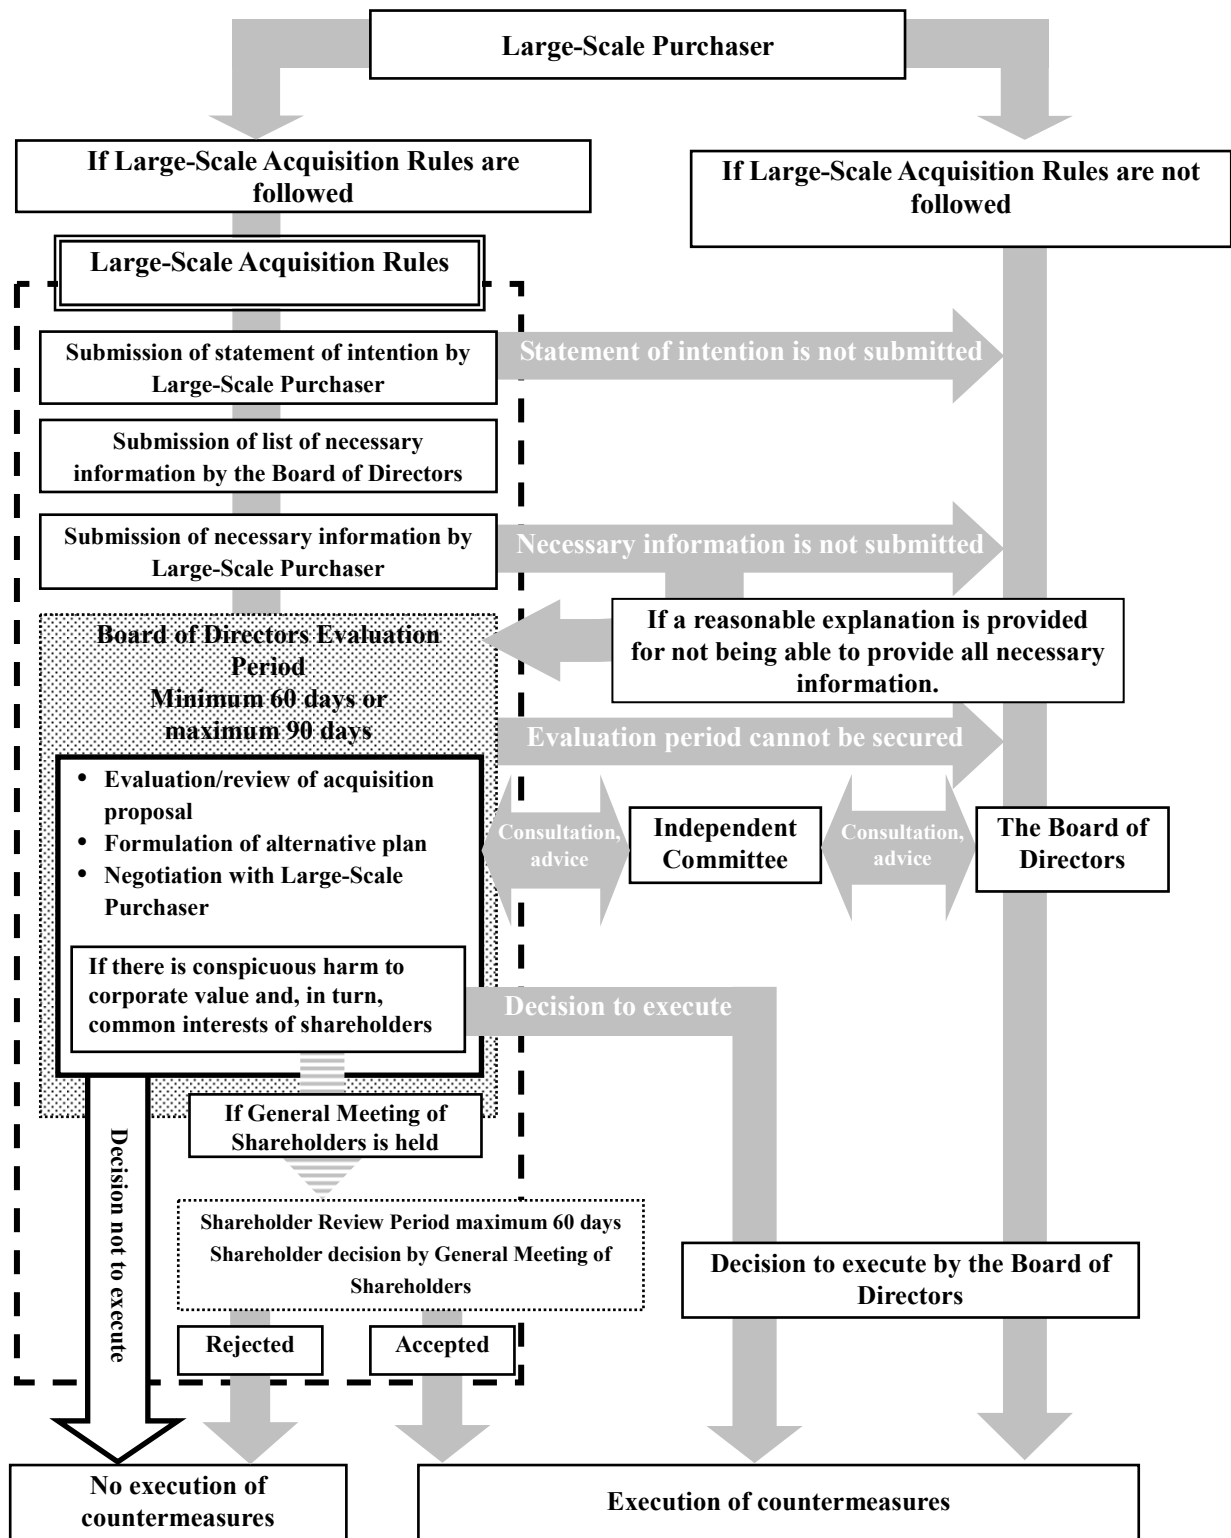 Large-Scale Purchaser
If Large-Scale Acquisition Rules are
followed
If Large-Scale Acquisition Rules are not
followed
Large-Scale Acquisition Rules
Submission of statement of intention by
Large-Scale Purchaser
Statement of intention is not submitted
Submission of list of necessary
information by the Board of Directors
Submission of necessary information by
Large-Scale Purchaser
Necessary information is not submitted
If a reasonable explanation is provided
for not being able to provide all necessary
information.
Board of Directors Evaluation
Period
Minimum 60 days or
maximum 90 days
Evaluation period cannot be secured
• Evaluation/review of acquisition
proposal
• Formulation of alternative plan
• Negotiation with Large-Scale
Purchaser
Consultation,
advice
Independent
Committee
Consultation,
advice
The Board of
Directors
If there is conspicuous harm to
corporate value and, in turn,
common interests of shareholders
Decision to execute
If General Meeting of
Shareholders is held
Decision not to execute
Shareholder Review Period maximum 60 days
Shareholder decision by General Meeting of
Shareholders
Decision to execute by the Board of
Directors
Rejected
Accepted
No execution of
countermeasures
Execution of countermeasures